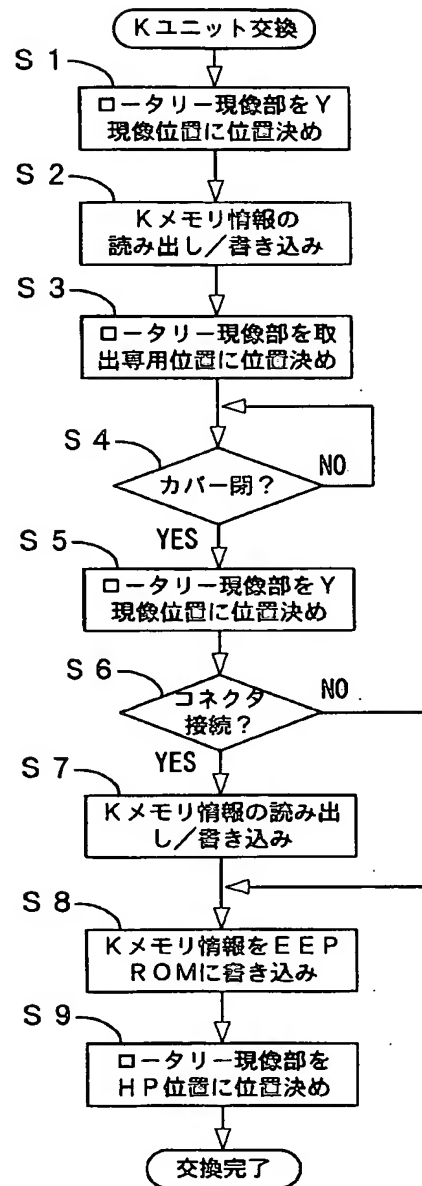 Kユニット交換
S 1
ロータリー現像部をY
現像位置に位置決め
S 2
Kメモリ情報の
読み出し／書き込み
S 3
ロータリー現像部を取
出専用位置に位置決め
S 4
カバー閉？
NO
YES
S 5
ロータリー現像部をY
現像位置に位置決め
S 6
コネクタ
接続？
NO
YES
S 7
Kメモリ情報の読み出
し／書き込み
S 8
Kメモリ情報をEEP
ROMに書き込み
S 9
ロータリー現像部を
HP位置に位置決め
交換完了